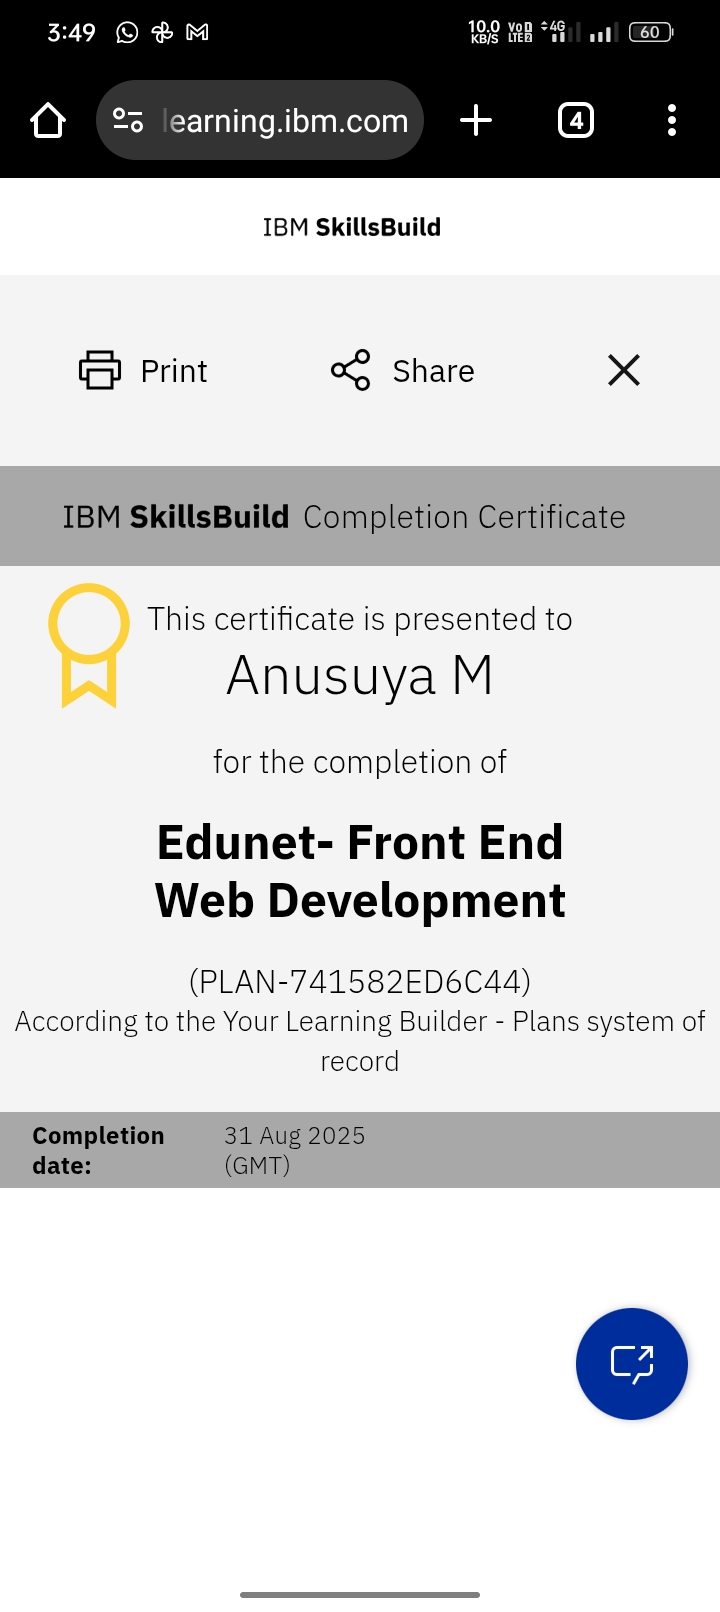 3:49 10.0 KB/S VoD LTE2 4G 60
learning.ibm.com 4
IBM SkillsBuild
Print Share
IBM SkillsBuild Completion Certificate
This certificate is presented to
Anusuya M
for the completion of
Edunet- Front End
Web Development
(PLAN-741582ED6C44)
According to the Your Learning Builder - Plans system of
record
Completion 31 Aug 2025
date: (GMT)